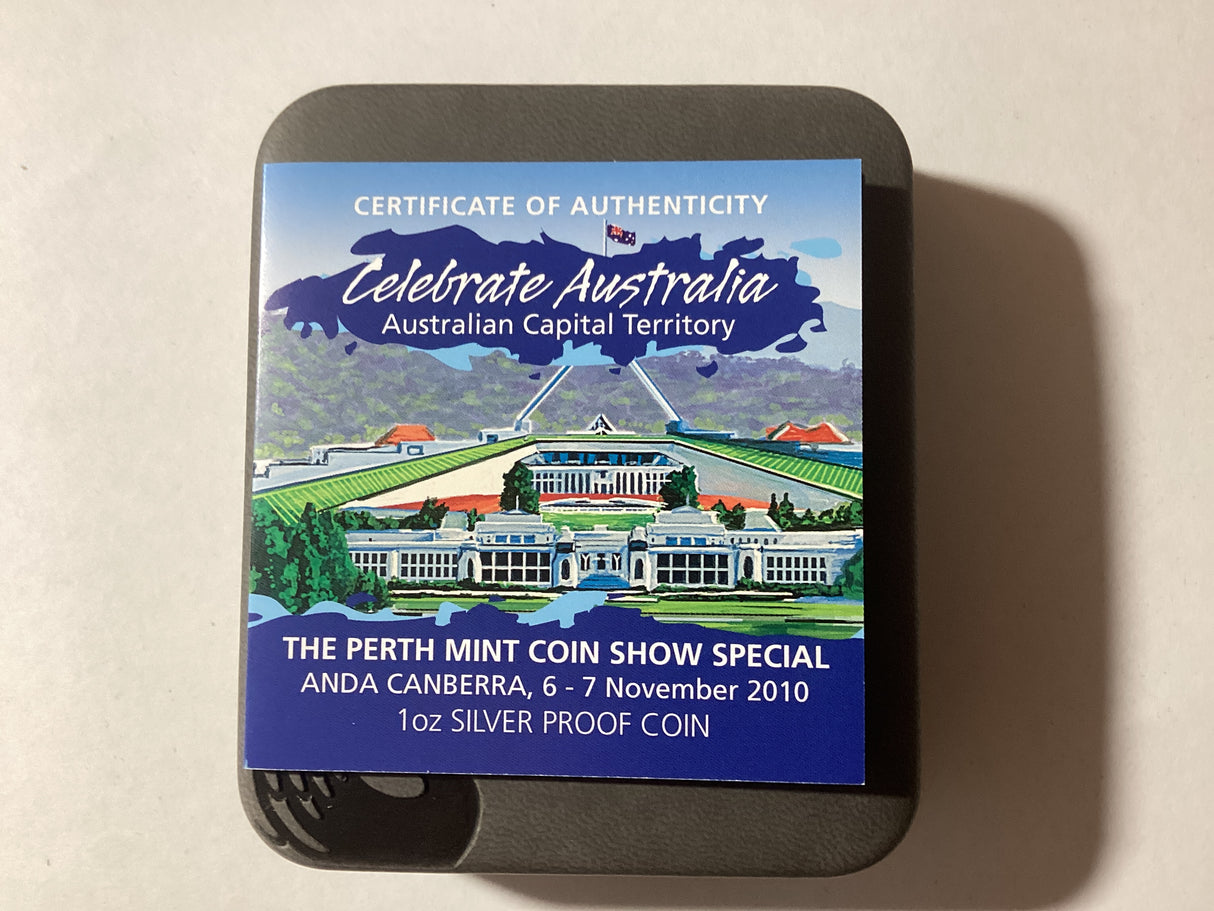 CERTIFICATE OF AUTHENTICITY
Celebrate Australia
Australian Capital Territory
THE PERTH MINT COIN SHOW SPECIAL
ANDA CANBERRA, 6 - 7 November 2010
1oz SILVER PROOF COIN